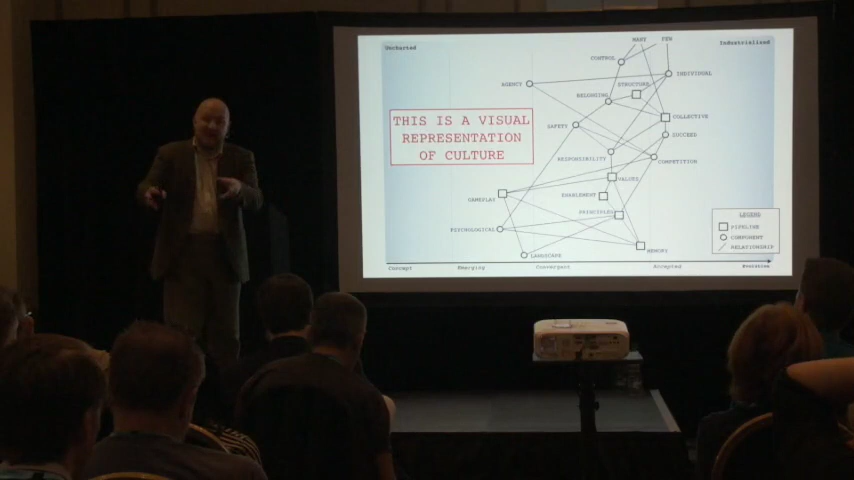 Uncharted
Industrialised
MANY FEW
CONTROL
INDIVIDUAL
AGENCY
STRUCTURE
BELONGING
COLLECTIVE
THIS IS A VISUAL
REPRESENTATION
OF CULTURE
SAFETY
SUCCEED
RESPONSIBILITY
COMPETITION
VALUES
GAMEPLAY
ENABLEMENT
PRINCIPLES
PSYCHOLOGICAL
MEMORY
LANDSCAPE
LEGEND
PIPELINE
COMPONENT
RELATIONSHIP
Concept
Emerging
Convergent
Accepted
Evolution